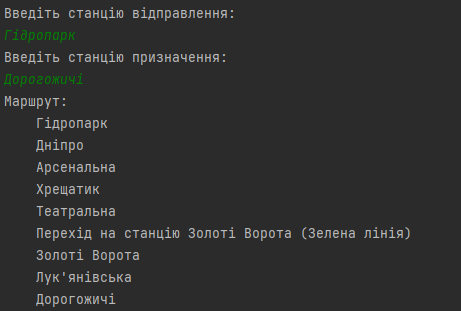 Введіть станцію відправлення:
Гідропарк
Введіть станцію призначення:
Дорогожичі
Маршрут:
Гідропарк
Дніпро
Арсенальна
Хрещатик
Театральна
Перехід на станцію Золоті Ворота (Зелена лінія)
Золоті Ворота
Лук'янівська
Дорогожичі